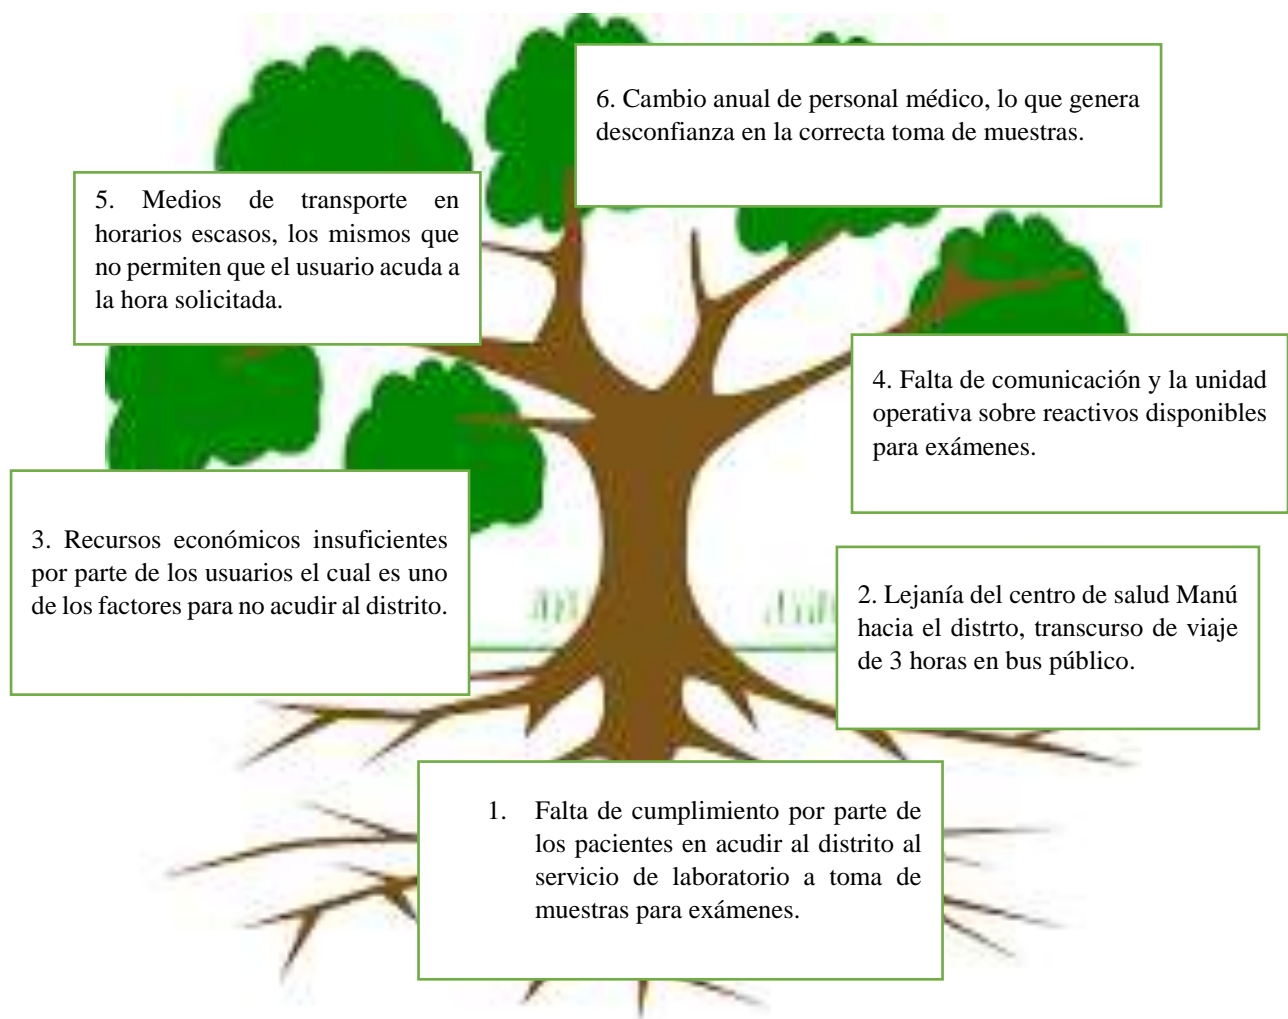 6. Cambio anual de personal médico, lo que genera
desconfianza en la correcta toma de muestras.
5. Medios de transporte en
horarios escasos, los mismos que
no permiten que el usuario acuda a
la hora solicitada.
4. Falta de comunicación y la unidad
operativa sobre reactivos disponibles
para exámenes.
3. Recursos económicos insuficientes
por parte de los usuarios el cual es uno
de los factores para no acudir al distrito.
2. Lejanía del centro de salud Manú
hacia el distrto, transcurso de viaje
de 3 horas en bus público.
1. Falta de cumplimiento por parte de
los pacientes en acudir al distrito al
servicio de laboratorio a toma de
muestras para exámenes.